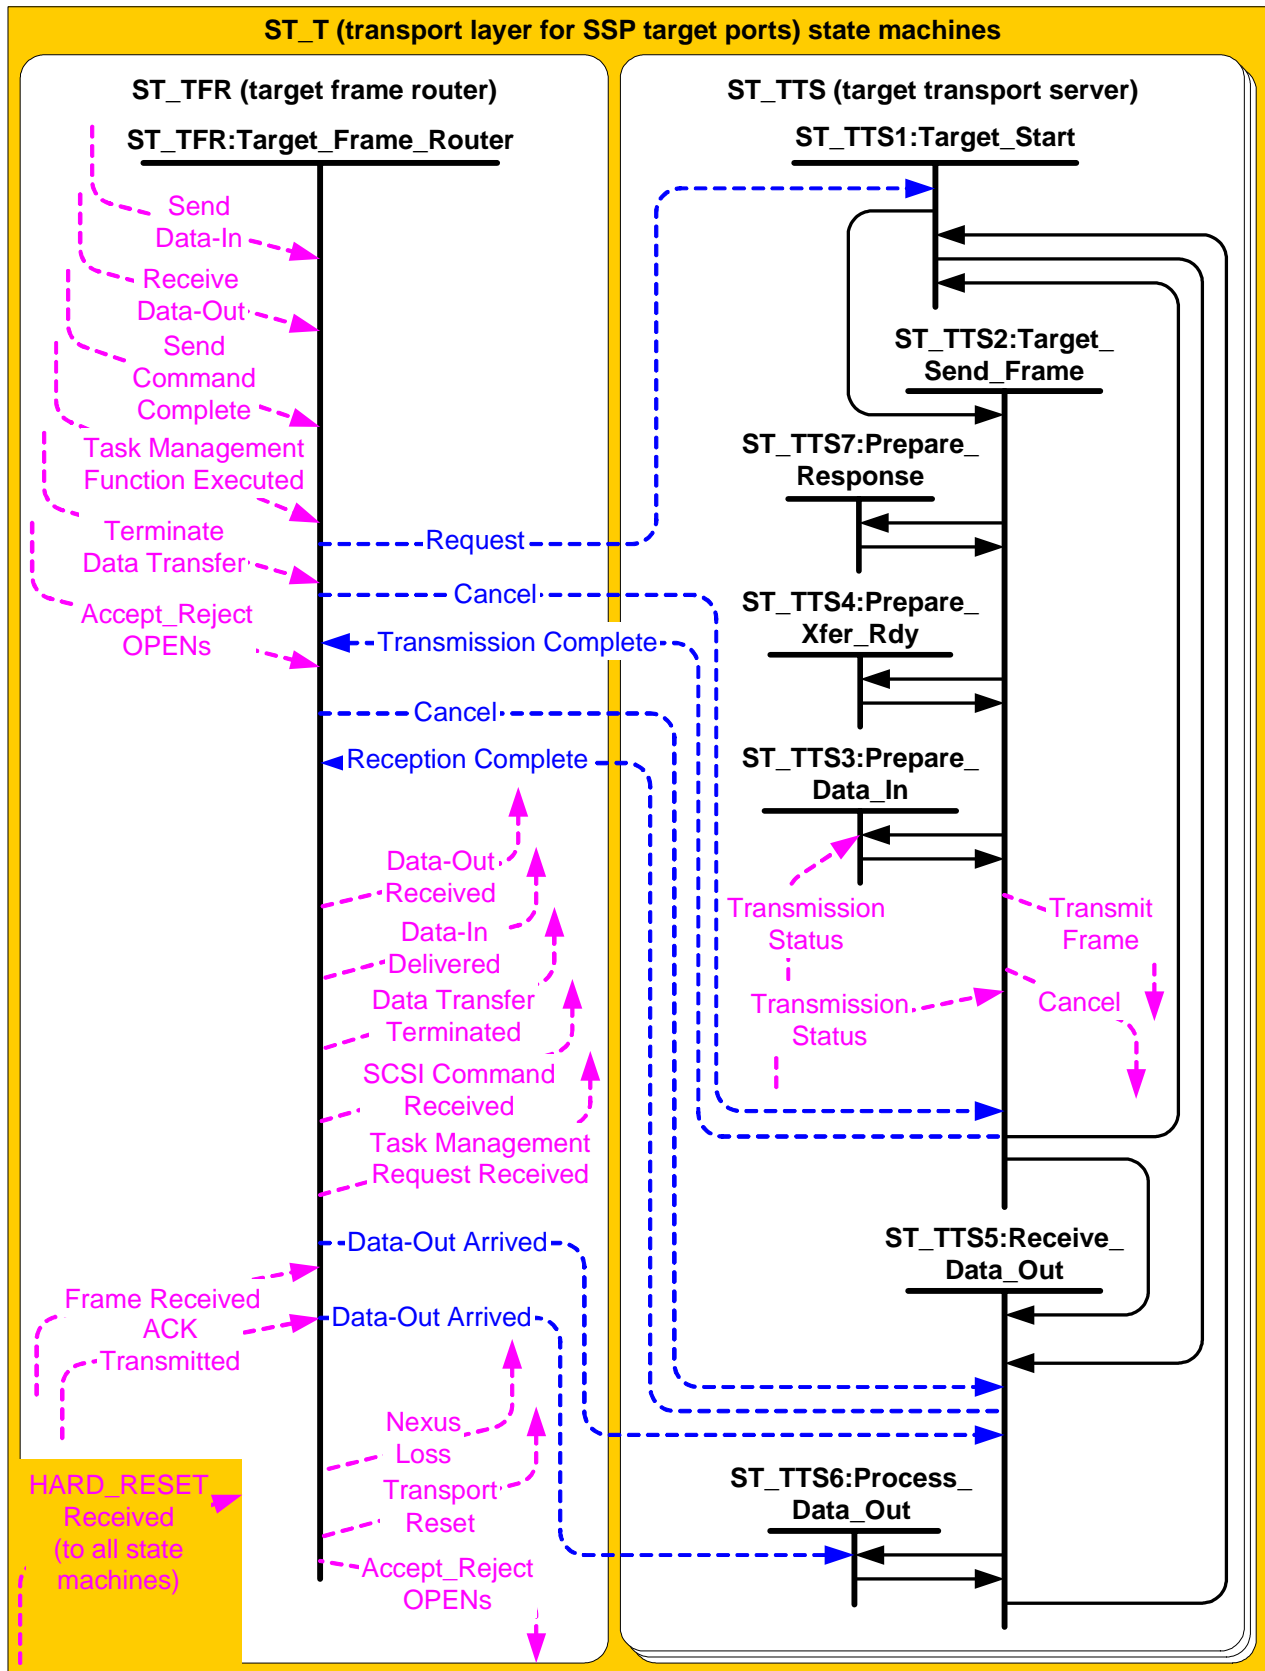 ST_T (transport layer for SSP target ports) state machines
ST_TFR (target frame router)
ST_TFR:Target_Frame_Router
Send
Data-In
Receive
Data-Out
Send
Command
Complete
Task Management
Function Executed
Terminate
Data Transfer
Accept_Reject
OPENs
Request
Cancel
Transmission Complete
Cancel
Reception Complete
Data-Out
Received
Data-In
Delivered
Data Transfer
Terminated
SCSI Command
Received
Task Management
Request Received
Data-Out Arrived
Frame Received
ACK
Transmitted
Data-Out Arrived
Nexus
Loss
Transport
Reset
Accept_Reject
OPENs
HARD_RESET
Received
(to all state
machines)
ST_TTS (target transport server)
ST_TTS1:Target_Start
ST_TTS2:Target_
Send_Frame
ST_TTS7:Prepare_
Response
ST_TTS4:Prepare_
Xfer_Rdy
ST_TTS3:Prepare_
Data_In
Transmission
Status
Transmit
Frame
Transmission
Status
Cancel
ST_TTS5:Receive_
Data_Out
ST_TTS6:Process_
Data_Out